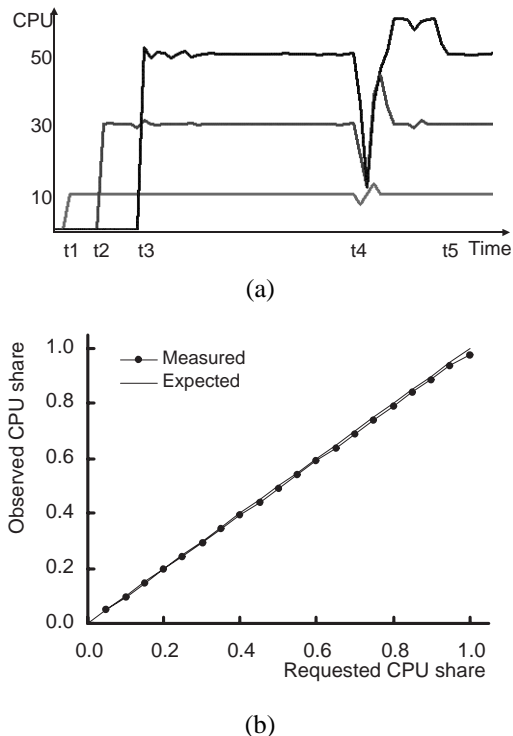 CPU
50
30
10
t1 t2 t3 t4 t5 Time
(a)
1.0
0.8
0.6
0.4
0.2
0.0
Observed CPU share
Measured
Expected
0.0 0.2 0.4 0.6 0.8 1.0
Requested CPU share
(b)